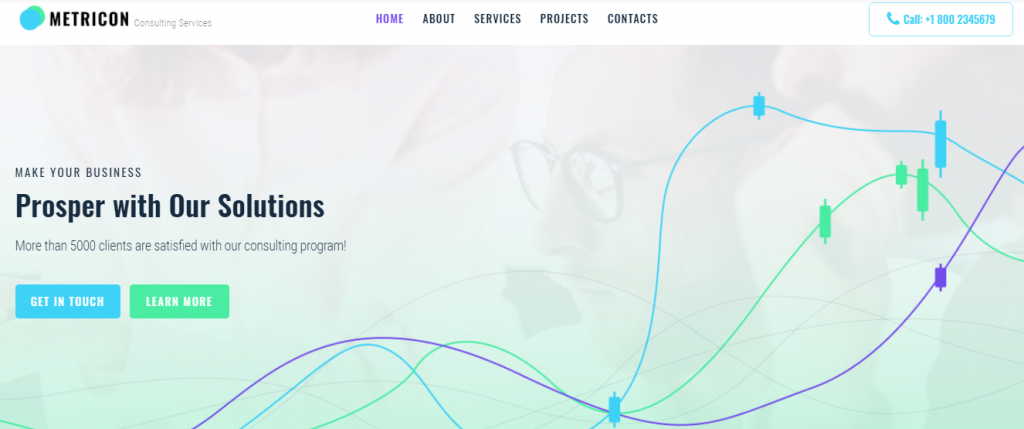 METRICON Consulting Services
HOME ABOUT SERVICES PROJECTS CONTACTS
Call: +1 800 2345679
MAKE YOUR BUSINESS
Prosper with Our Solutions
More than 5000 clients are satisfied with our consulting program!
GET IN TOUCH LEARN MORE